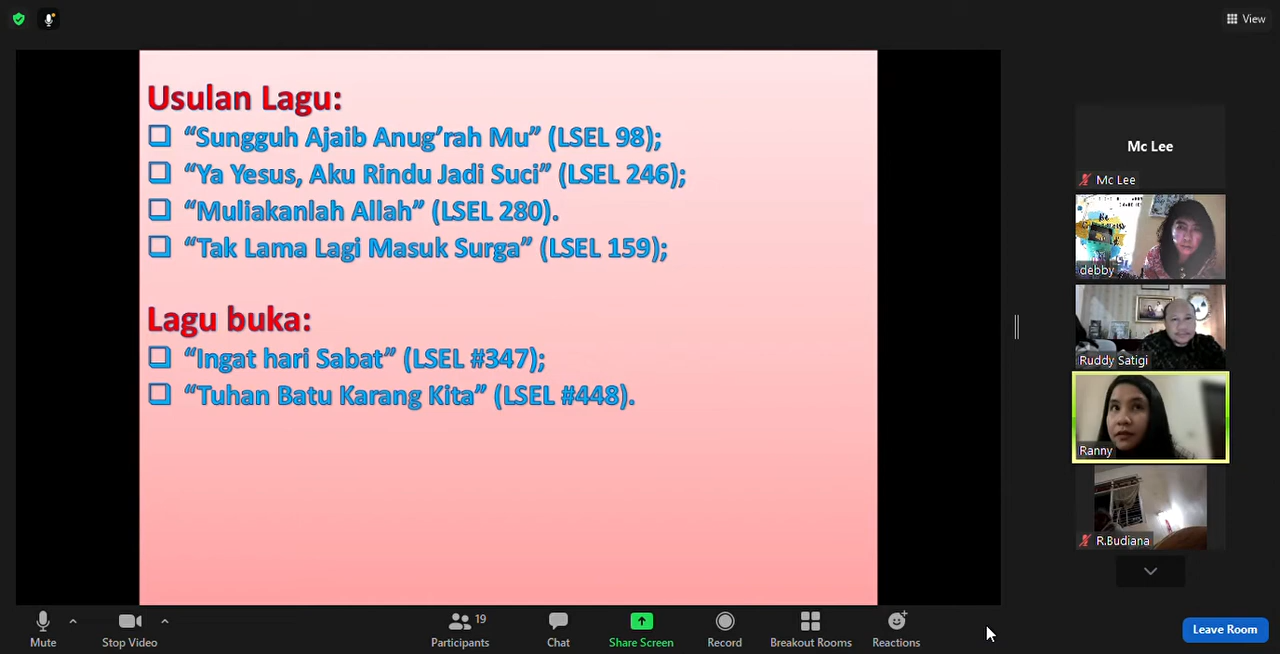 View
Usulan Lagu:
“Sungguh Ajaib Anug’rah Mu” (LSEL 98);
“Ya Yesus, Aku Rindu Jadi Suci” (LSEL 246);
“Muliakanlah Allah” (LSEL 280).
“Tak Lama Lagi Masuk Surga” (LSEL 159);
Lagu buka:
“Ingat hari Sabat” (LSEL #347);
“Tuhan Batu Karang Kita” (LSEL #448).
Mc Lee
Mc Lee
debby
Ruddy Satigi
Ranny
R.Budiana
Mute
Stop Video
19
Participants
Chat
Share Screen
Record
Breakout Rooms
Reactions
Leave Room